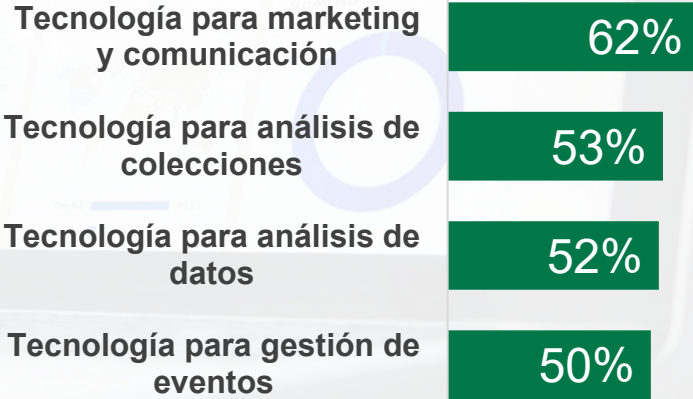 Tecnología para marketing
y comunicación
62%
Tecnología para análisis de
colecciones
53%
Tecnología para análisis de
datos
52%
Tecnología para gestión de
eventos
50%